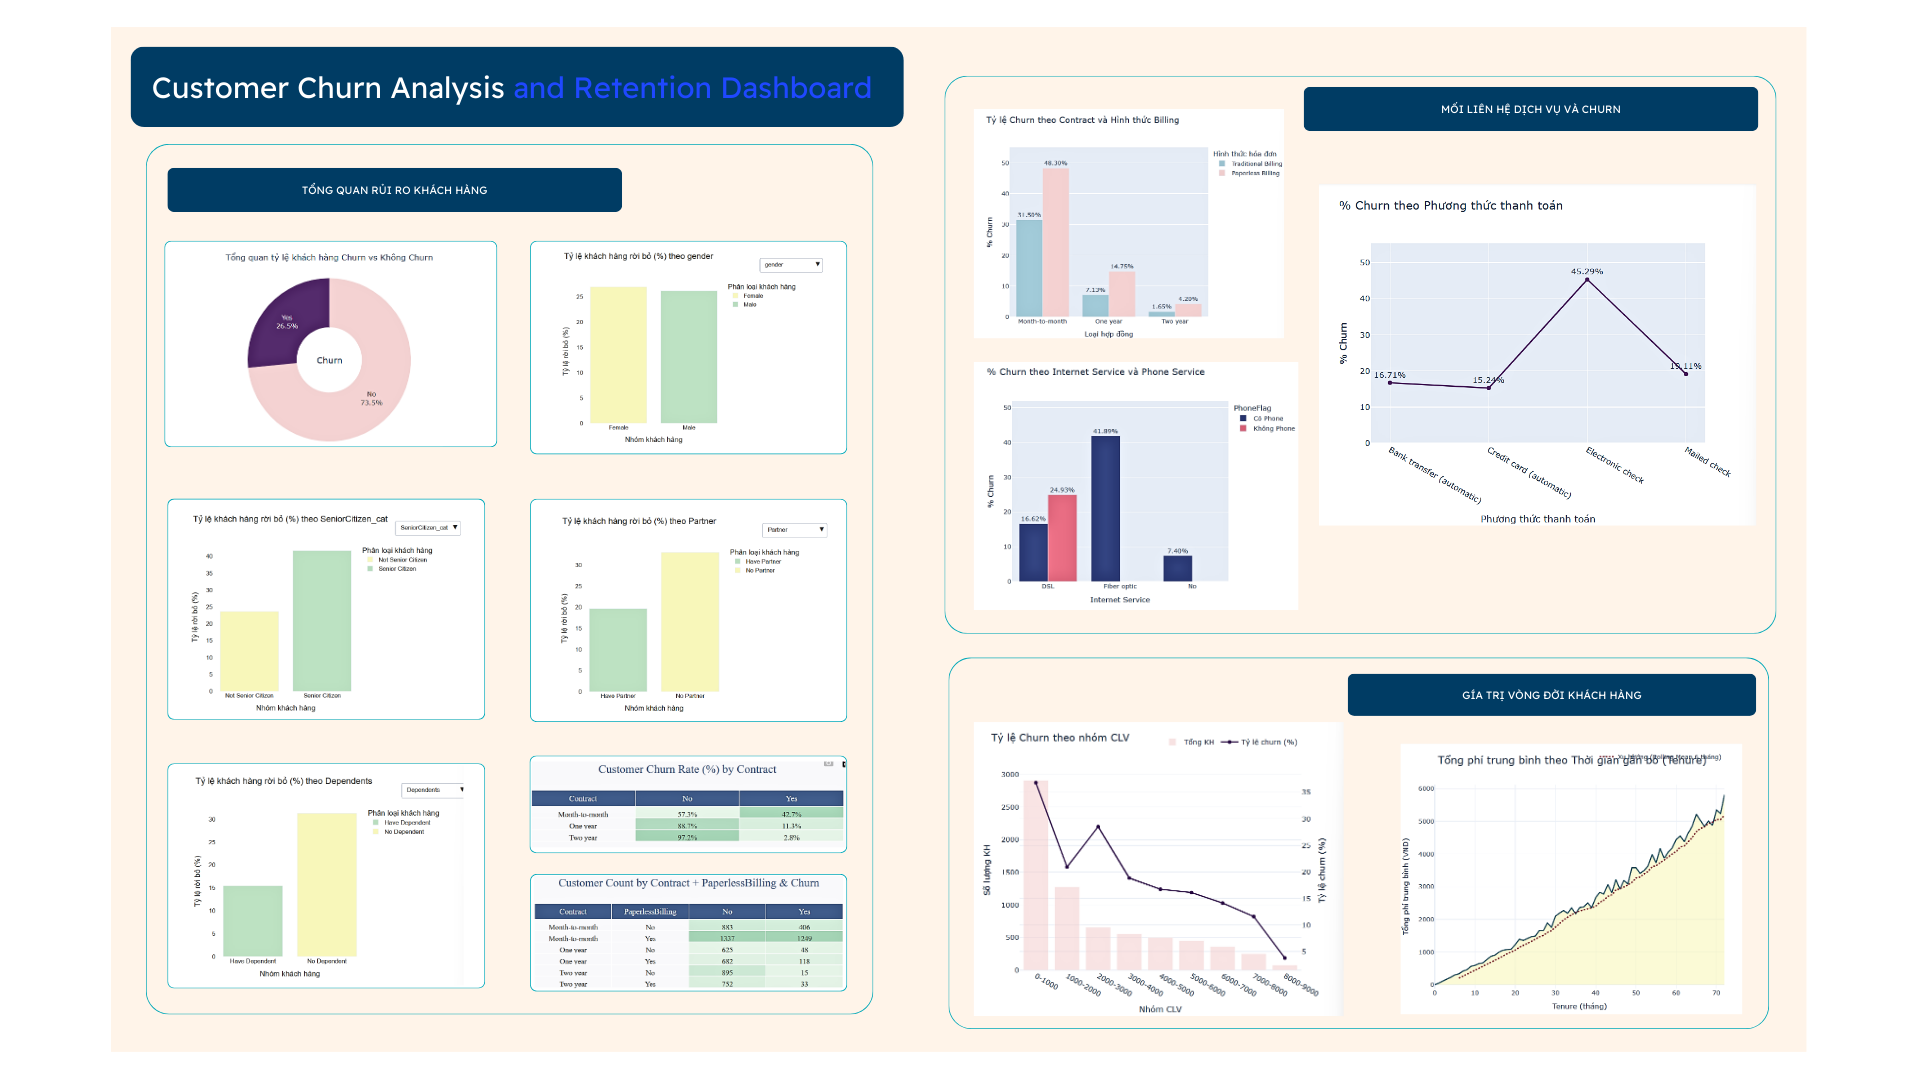 Customer Churn Analysis and Retention Dashboard
TỔNG QUAN RỦI RO KHÁCH HÀNG
Tổng quan tỷ lệ khách hàng Churn vs Không Churn
Yes
26.5%
Churn
No
73.5%
Tỷ lệ khách hàng rời bỏ (%) theo gender
gender
Phân loại khách hàng
Female
Male
Tỷ lệ rời bỏ (%)
25
20
15
10
5
0
Female Male
Nhóm khách hàng
Tỷ lệ khách hàng rời bỏ (%) theo SeniorCitizen_cat
SeniorCitizen_cat
Phân loại khách hàng
Not Senior Citizen
Senior Citizen
Tỷ lệ rời bỏ (%)
40
35
30
25
20
15
10
5
0
Not Senior Citizen Senior Citizen
Nhóm khách hàng
Tỷ lệ khách hàng rời bỏ (%) theo Partner
Partner
Phân loại khách hàng
Have Partner
No Partner
Tỷ lệ rời bỏ (%)
30
25
20
15
10
5
0
Have Partner No Partner
Nhóm khách hàng
Tỷ lệ khách hàng rời bỏ (%) theo Dependents
Dependents
Phân loại khách hàng
Have Dependent
No Dependent
Tỷ lệ rời bỏ (%)
30
25
20
15
10
5
0
Have Dependent No Dependent
Nhóm khách hàng
Customer Churn Rate (%) by Contract
Contract No Yes
Month-to-month 57.3% 42.7%
One year 88.7% 11.3%
Two year 97.2% 2.8%
Customer Count by Contract + PaperlessBilling & Churn
Contract PaperlessBilling No Yes
Month-to-month No 883 406
Month-to-month Yes 1337 1249
One year No 625 48
One year Yes 682 118
Two year No 895 15
Two year Yes 752 33
MỐI LIÊN HỆ DỊCH VỤ VÀ CHURN
Tỷ lệ Churn theo Contract và Hình thức Billing
Hình thức hóa đơn
Traditional Billing
Paperless Billing
% Churn
50
40
30
20
10
0
31.50% 48.30%
7.13% 14.75%
1.65% 4.20%
Month-to-month One year Two year
Loại hợp đồng
% Churn theo Internet Service và Phone Service
PhoneFlag
Có Phone
Không Phone
% Churn
50
40
30
20
10
0
16.62% 24.93% 41.89% 7.40%
DSL Fiber optic No
Internet Service
% Churn theo Phương thức thanh toán
% Churn
50
40
30
20
10
0
16.71% 15.24% 45.29% 19.11%
Bank transfer (automatic)
Credit card (automatic)
Electronic check
Mailed check
Phương thức thanh toán
GÍA TRỊ VÒNG ĐỜI KHÁCH HÀNG
Tỷ lệ Churn theo nhóm CLV
Tổng KH Tỷ lệ churn (%)
Số lượng KH
3000
2500
2000
1500
1000
500
0
35
30
25
20
15
10
5
Tỷ lệ churn (%)
0-1000
1000-2000
2000-3000
3000-4000
4000-5000
5000-6000
6000-7000
7000-8000
8000-9000
Nhóm CLV
Tổng phí trung bình theo Thời gian gắn bó (Tenure)
Tổng phí trung bình (VND)
6000
5000
4000
3000
2000
1000
0
0 10 20 30 40 50 60 70
Tenure (tháng)